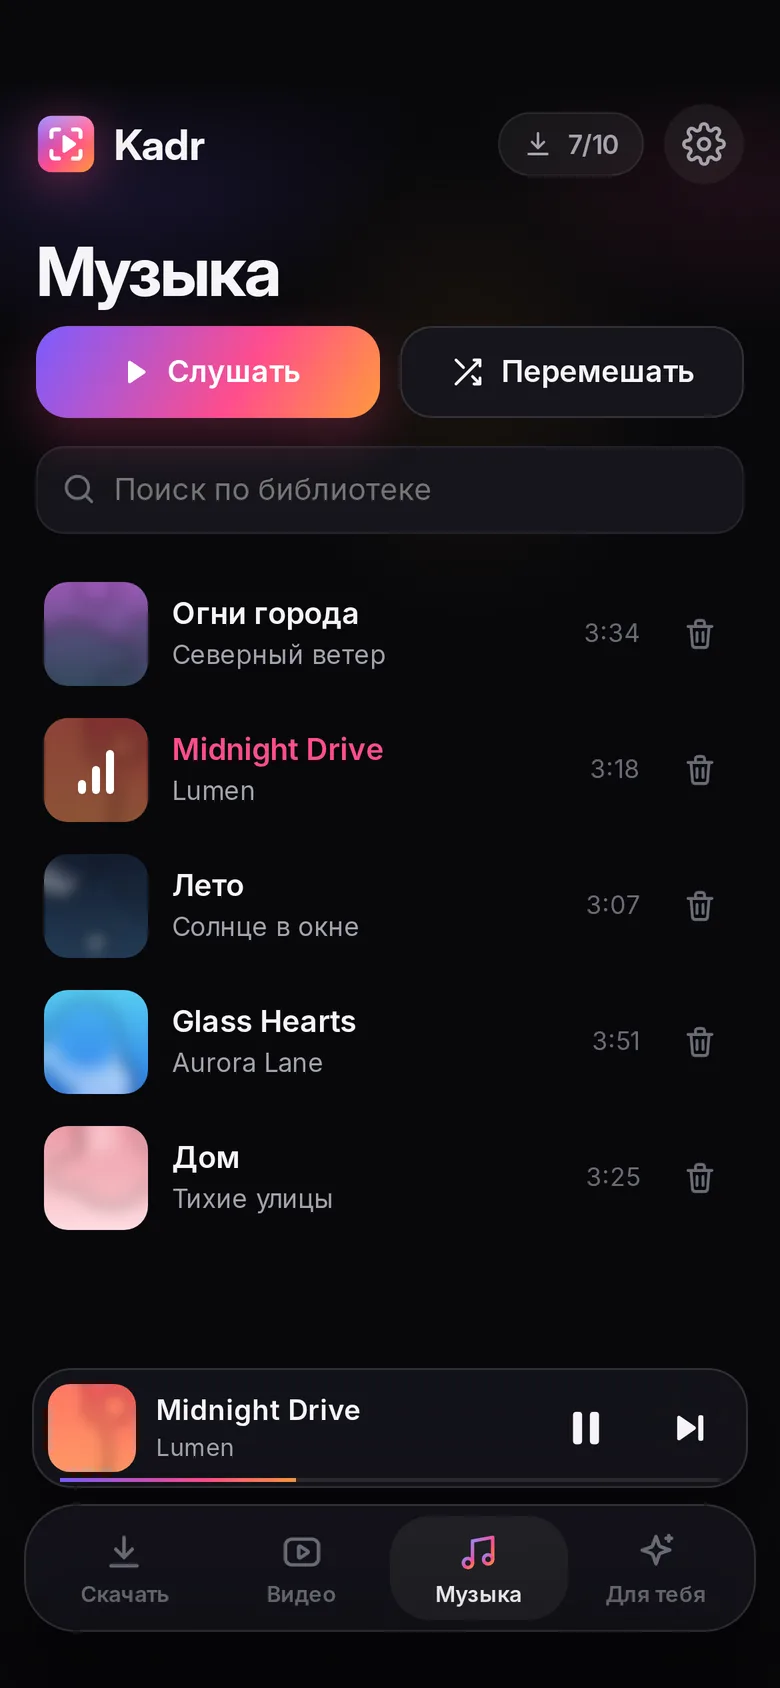 Kadr
7/10
Музыка
Слушать
Перемешать
Поиск по библиотеке
Огни города
Северный ветер
3:34
Midnight Drive
Lumen
3:18
Лето
Солнце в окне
3:07
Glass Hearts
Aurora Lane
3:51
Дом
Тихие улицы
3:25
Midnight Drive
Lumen
Скачать
Видео
Музыка
Для тебя